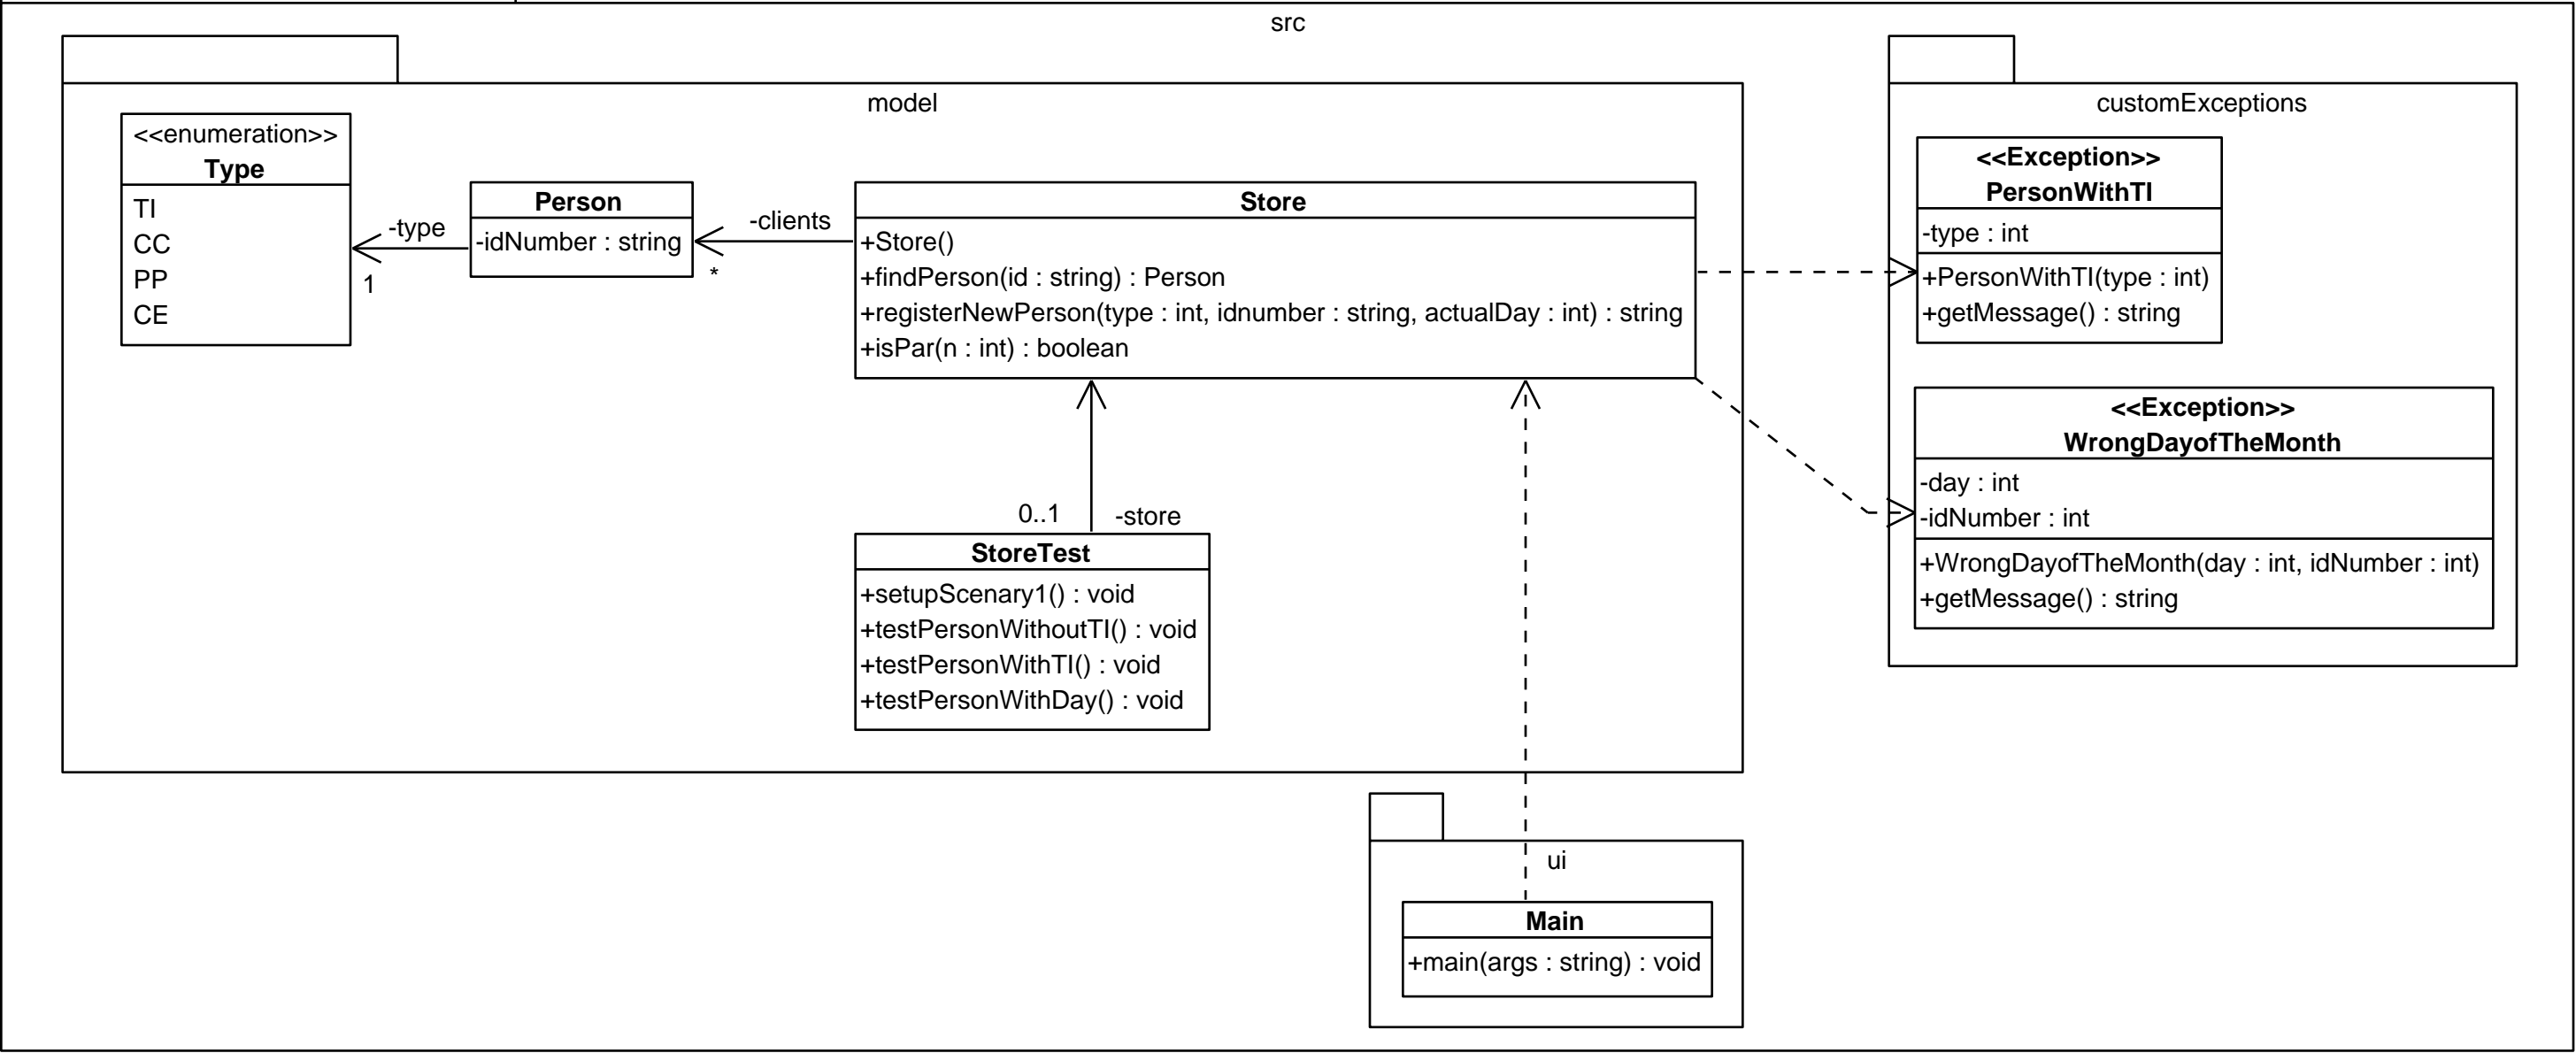 src
model
<<enumeration>>
Type
TI
CC
PP
CE
-type
1
Person
-idNumber : string
-clients
*
Store
+Store()
+findPerson(id : string) : Person
+registerNewPerson(type : int, idnumber : string, actualDay : int) : string
+isPar(n : int) : boolean
0..1
-store
StoreTest
+setupScenary1() : void
+testPersonWithoutTI() : void
+testPersonWithTI() : void
+testPersonWithDay() : void
customExceptions
<<Exception>>
PersonWithTI
-type : int
+PersonWithTI(type : int)
+getMessage() : string
<<Exception>>
WrongDayofTheMonth
-day : int
-idNumber : int
+WrongDayofTheMonth(day : int, idNumber : int)
+getMessage() : string
ui
Main
+main(args : string) : void